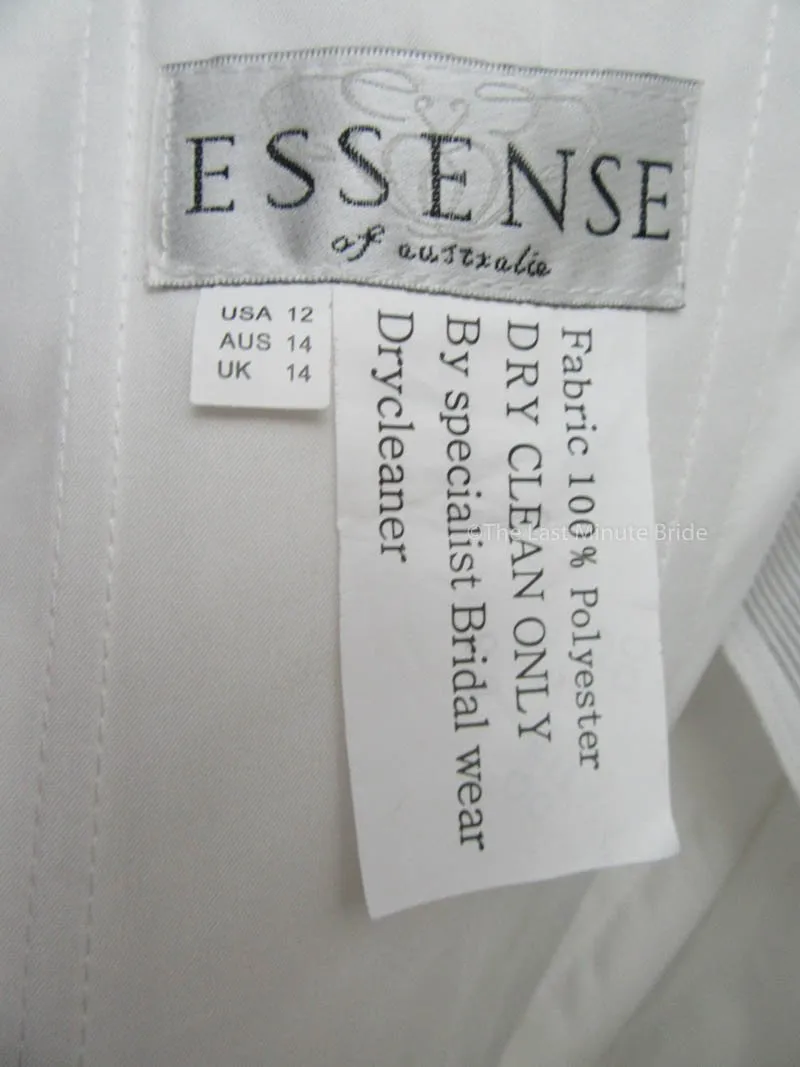 ESSENSE
of australia
USA 12
AUS 14
UK 14
Fabric 100% Polyester
DRY CLEAN ONLY
By specialist Bridal wear
Drycleaner
©The Last Minute Bride